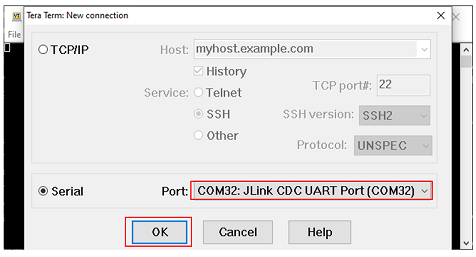 Tera Term: New connection
File
TCP/IP
Host: myhost.example.com
History
Service: Telnet
TCP port#: 22
SSH
SSH version: SSH2
Other
Protocol: UNSPEC
Serial
Port: COM32: JLink CDC UART Port (COM32)
OK Cancel Help